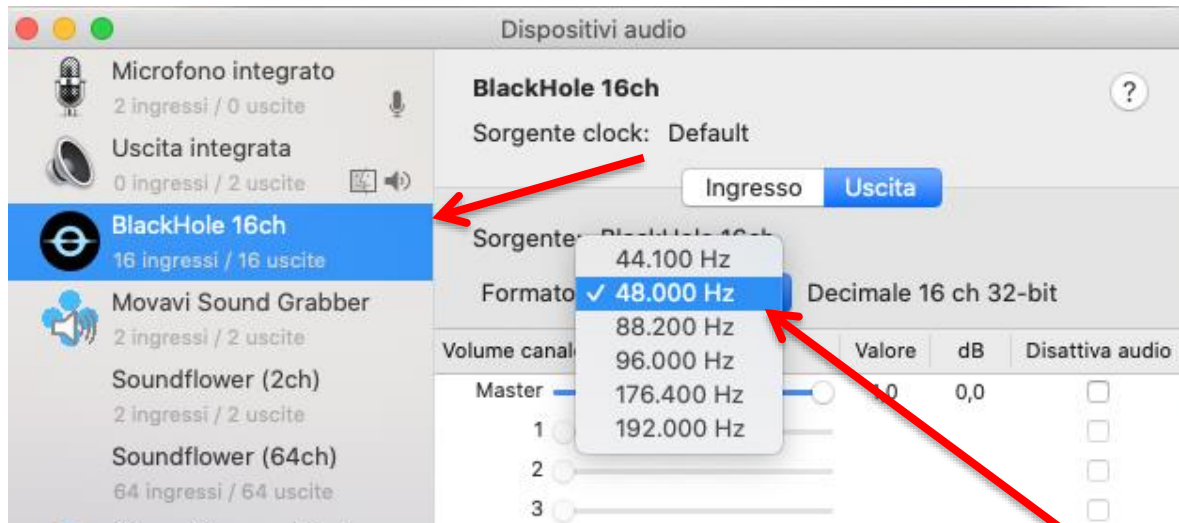 Dispositivi audio
Microfono integrato
2 ingressi / 0 uscite
Uscita integrata
0 ingressi / 2 uscite
BlackHole 16ch
16 ingressi / 16 uscite
Movavi Sound Grabber
2 ingressi / 2 uscite
Soundflower (2ch)
2 ingressi / 2 uscite
Soundflower (64ch)
64 ingressi / 64 uscite
BlackHole 16ch
?
Sorgente clock: Default
Ingresso Uscita
Sorgente:
44.100 Hz
Formato ✓ 48.000 Hz Decimale 16 ch 32-bit
88.200 Hz
96.000 Hz
176.400 Hz
192.000 Hz
Volume Valore dB Disattiva audio
Master 0,0
1
2
3